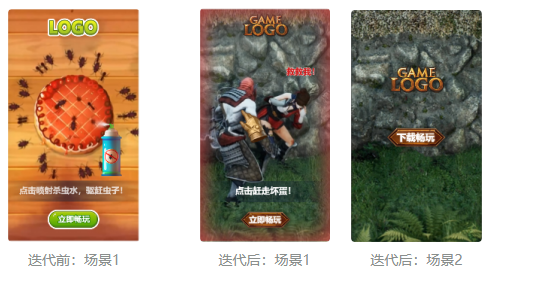 LOGO
点击喷射杀虫水，驱赶虫子！
立即畅玩
迭代前：场景1
GAME
LOGO
救救我！
点击赶走坏蛋！
立即畅玩
迭代后：场景1
GAME
LOGO
下载畅玩
迭代后：场景2